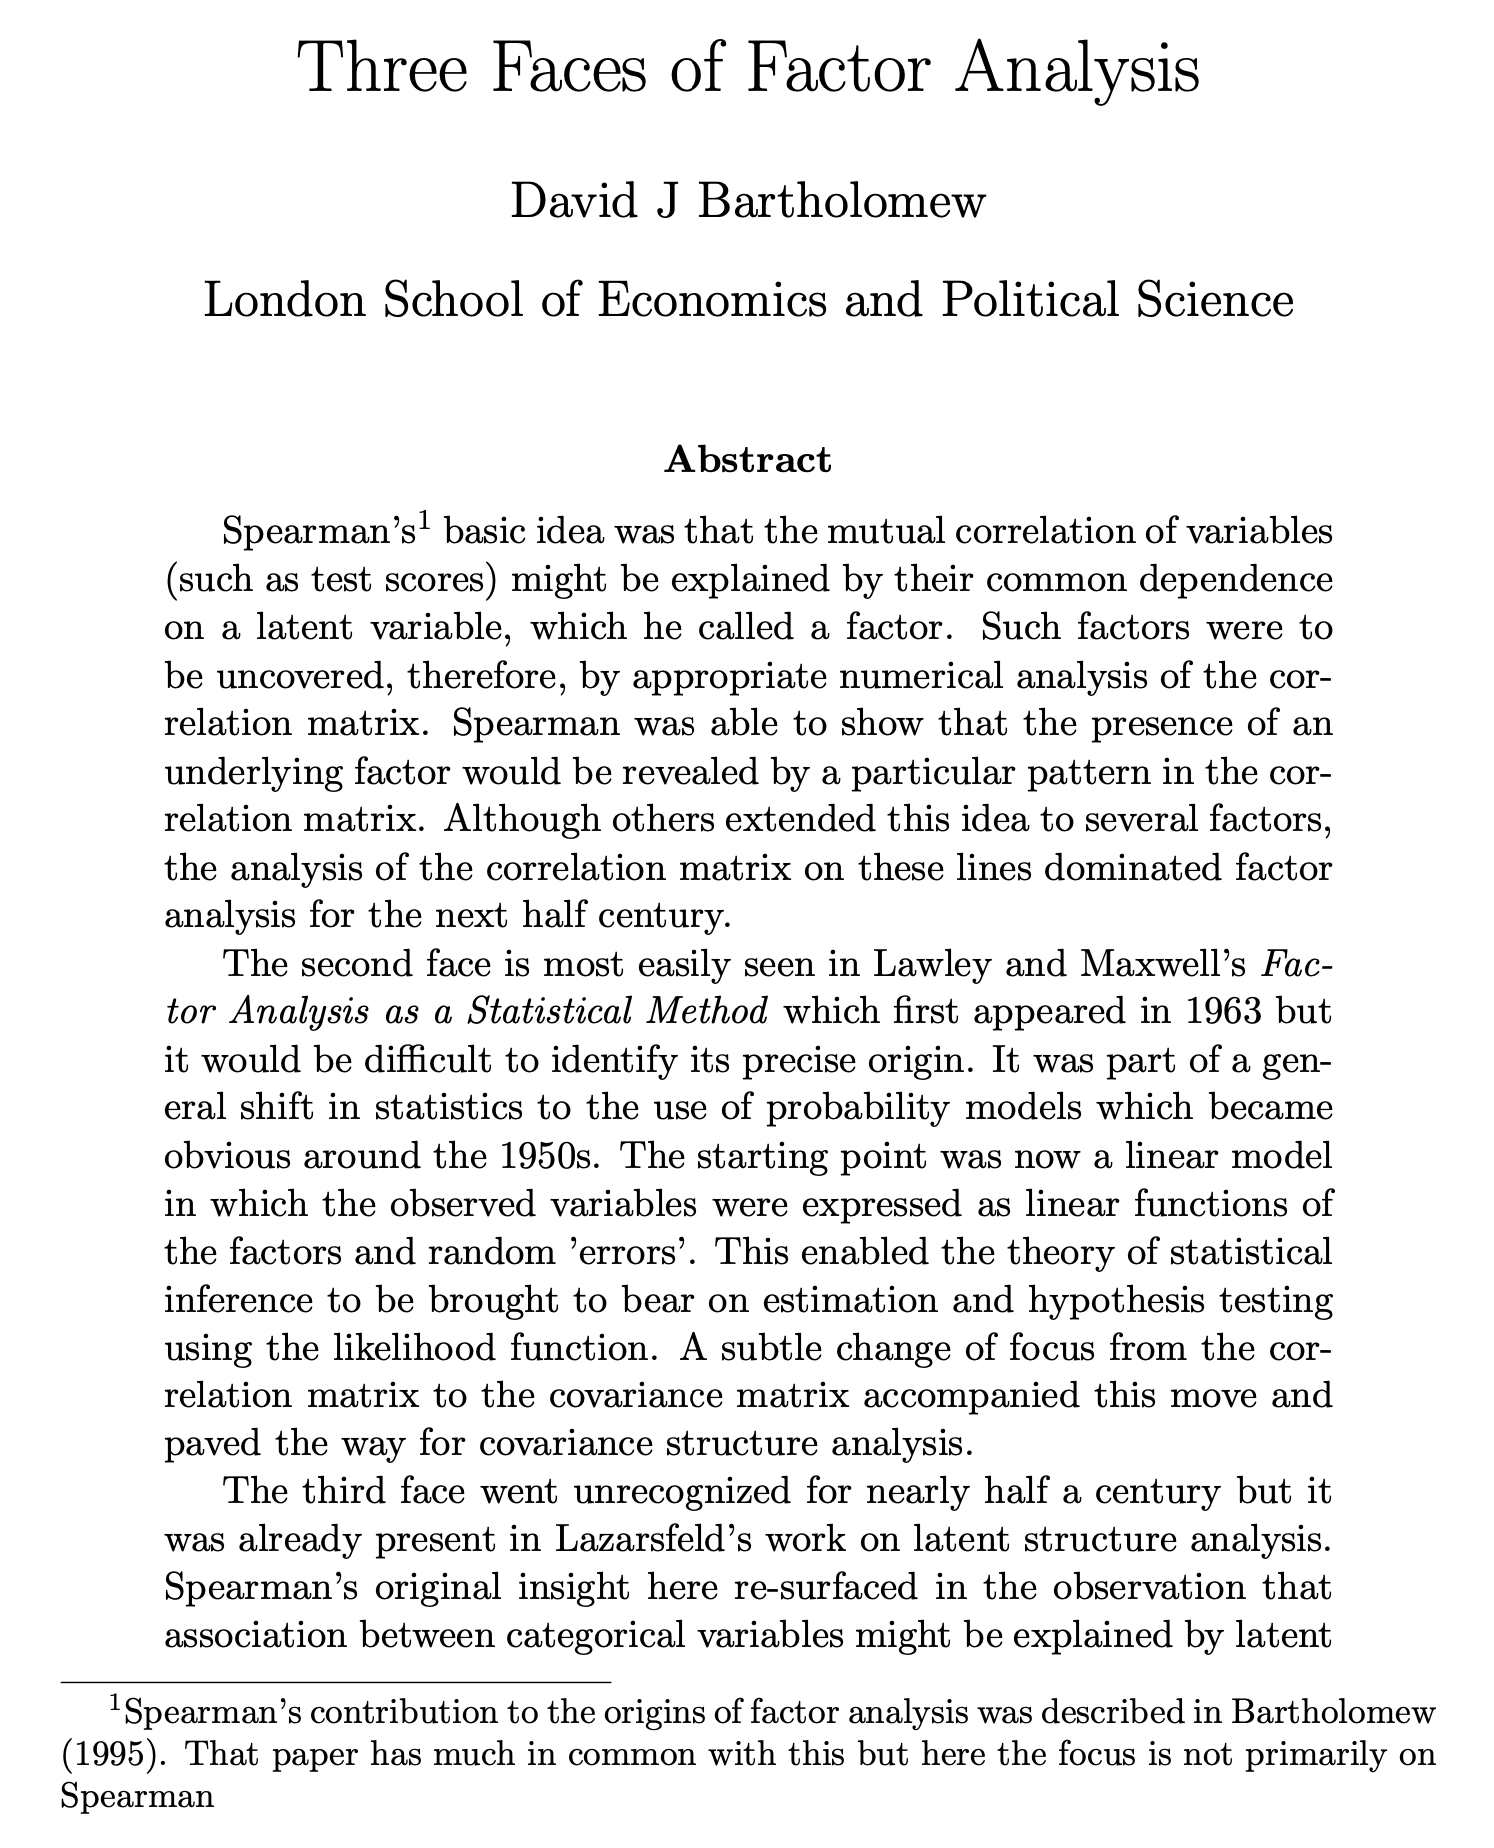 Three Faces of Factor Analysis
David J Bartholomew
London School of Economics and Political Science
Abstract
Spearman's¹ basic idea was that the mutual correlation of variables
(such as test scores) might be explained by their common dependence
on a latent variable, which he called a factor. Such factors were to
be uncovered, therefore, by appropriate numerical analysis of the cor-
relation matrix. Spearman was able to show that the presence of an
underlying factor would be revealed by a particular pattern in the cor-
relation matrix. Although others extended this idea to several factors,
the analysis of the correlation matrix on these lines dominated factor
analysis for the next half century.
The second face is most easily seen in Lawley and Maxwell's Fac-
tor Analysis as a Statistical Method which first appeared in 1963 but
it would be difficult to identify its precise origin. It was part of a gen-
eral shift in statistics to the use of probability models which became
obvious around the 1950s. The starting point was now a linear model
in which the observed variables were expressed as linear functions of
the factors and random 'errors'. This enabled the theory of statistical
inference to be brought to bear on estimation and hypothesis testing
using the likelihood function. A subtle change of focus from the cor-
relation matrix to the covariance matrix accompanied this move and
paved the way for covariance structure analysis.
The third face went unrecognized for nearly half a century but it
was already present in Lazarsfeld's work on latent structure analysis.
Spearman's original insight here re-surfaced in the observation that
association between categorical variables might be explained by latent
¹Spearman's contribution to the origins of factor analysis was described in Bartholomew
(1995). That paper has much in common with this but here the focus is not primarily on
Spearman